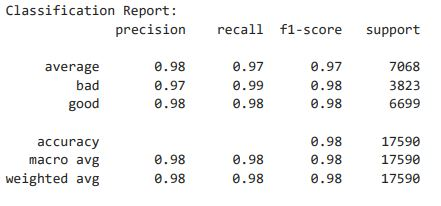 Classification Report:
precision recall f1-score support
average 0.98 0.97 0.97 7068
bad 0.97 0.99 0.98 3823
good 0.98 0.98 0.98 6699
accuracy 0.98 17590
macro avg 0.98 0.98 0.98 17590
weighted avg 0.98 0.98 0.98 17590